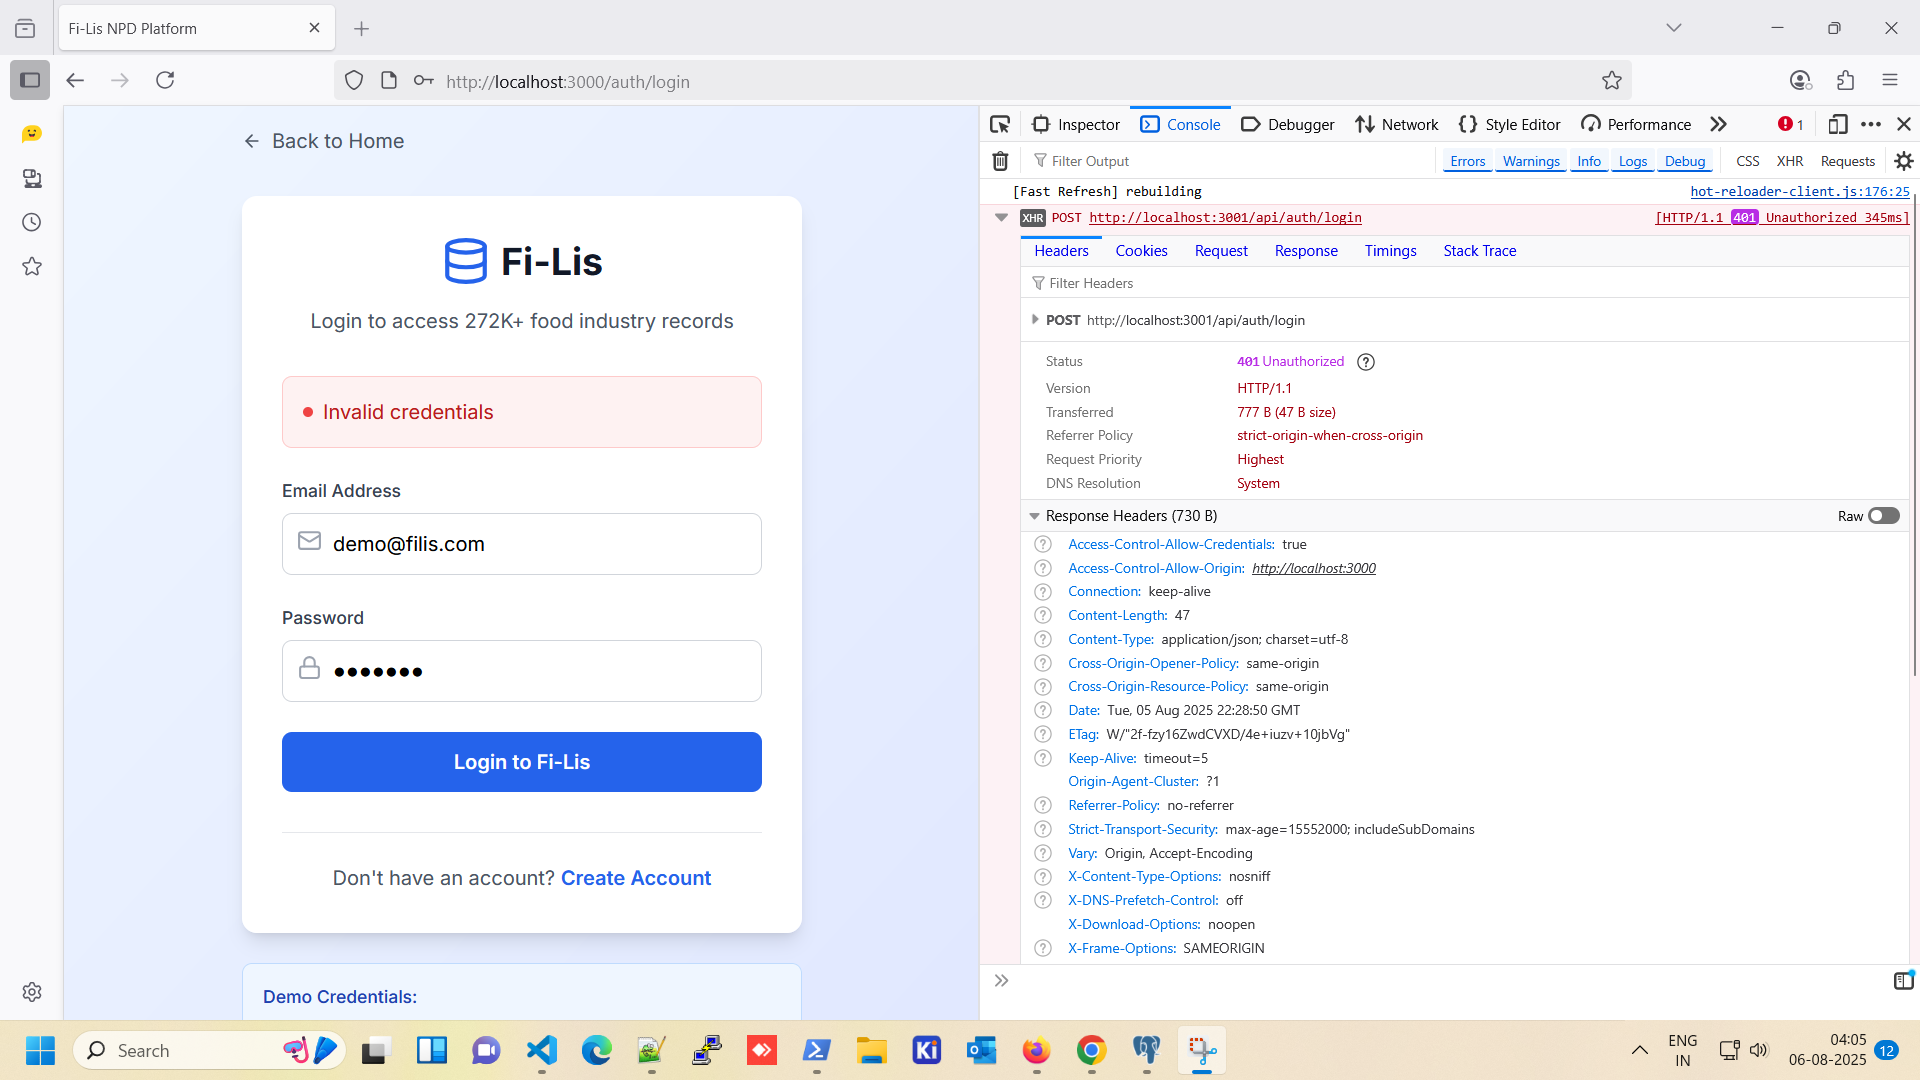 Fi-Lis NPD Platform
http://localhost:3000/auth/login
Back to Home
Fi-Lis
Login to access 272K+ food industry records
Invalid credentials
Email Address
demo@filis.com
Password
●●●●●●●
Login to Fi-Lis
Don't have an account? Create Account
Demo Credentials:
Inspector Console Debugger Network Style Editor Performance 1
Filter Output Errors Warnings Info Logs Debug CSS XHR Requests
[Fast Refresh] rebuilding hot-reloader-client.js:176:25
XHR POST http://localhost:3001/api/auth/login [HTTP/1.1 401 Unauthorized 345ms]
Headers Cookies Request Response Timings Stack Trace
Filter Headers
POST http://localhost:3001/api/auth/login
Status 401 Unauthorized
Version HTTP/1.1
Transferred 777 B (47 B size)
Referrer Policy strict-origin-when-cross-origin
Request Priority Highest
DNS Resolution System
Response Headers (730 B) Raw
Access-Control-Allow-Credentials: true
Access-Control-Allow-Origin: http://localhost:3000
Connection: keep-alive
Content-Length: 47
Content-Type: application/json; charset=utf-8
Cross-Origin-Opener-Policy: same-origin
Cross-Origin-Resource-Policy: same-origin
Date: Tue, 05 Aug 2025 22:28:50 GMT
ETag: W/"2f-fzy16ZwdCVXD/4e+iuzv+10jbVg"
Keep-Alive: timeout=5
Origin-Agent-Cluster: ?1
Referrer-Policy: no-referrer
Strict-Transport-Security: max-age=15552000; includeSubDomains
Vary: Origin, Accept-Encoding
X-Content-Type-Options: nosniff
X-DNS-Prefetch-Control: off
X-Download-Options: noopen
X-Frame-Options: SAMEORIGIN
Search
Ki
ENG
IN
04:05
06-08-2025
12